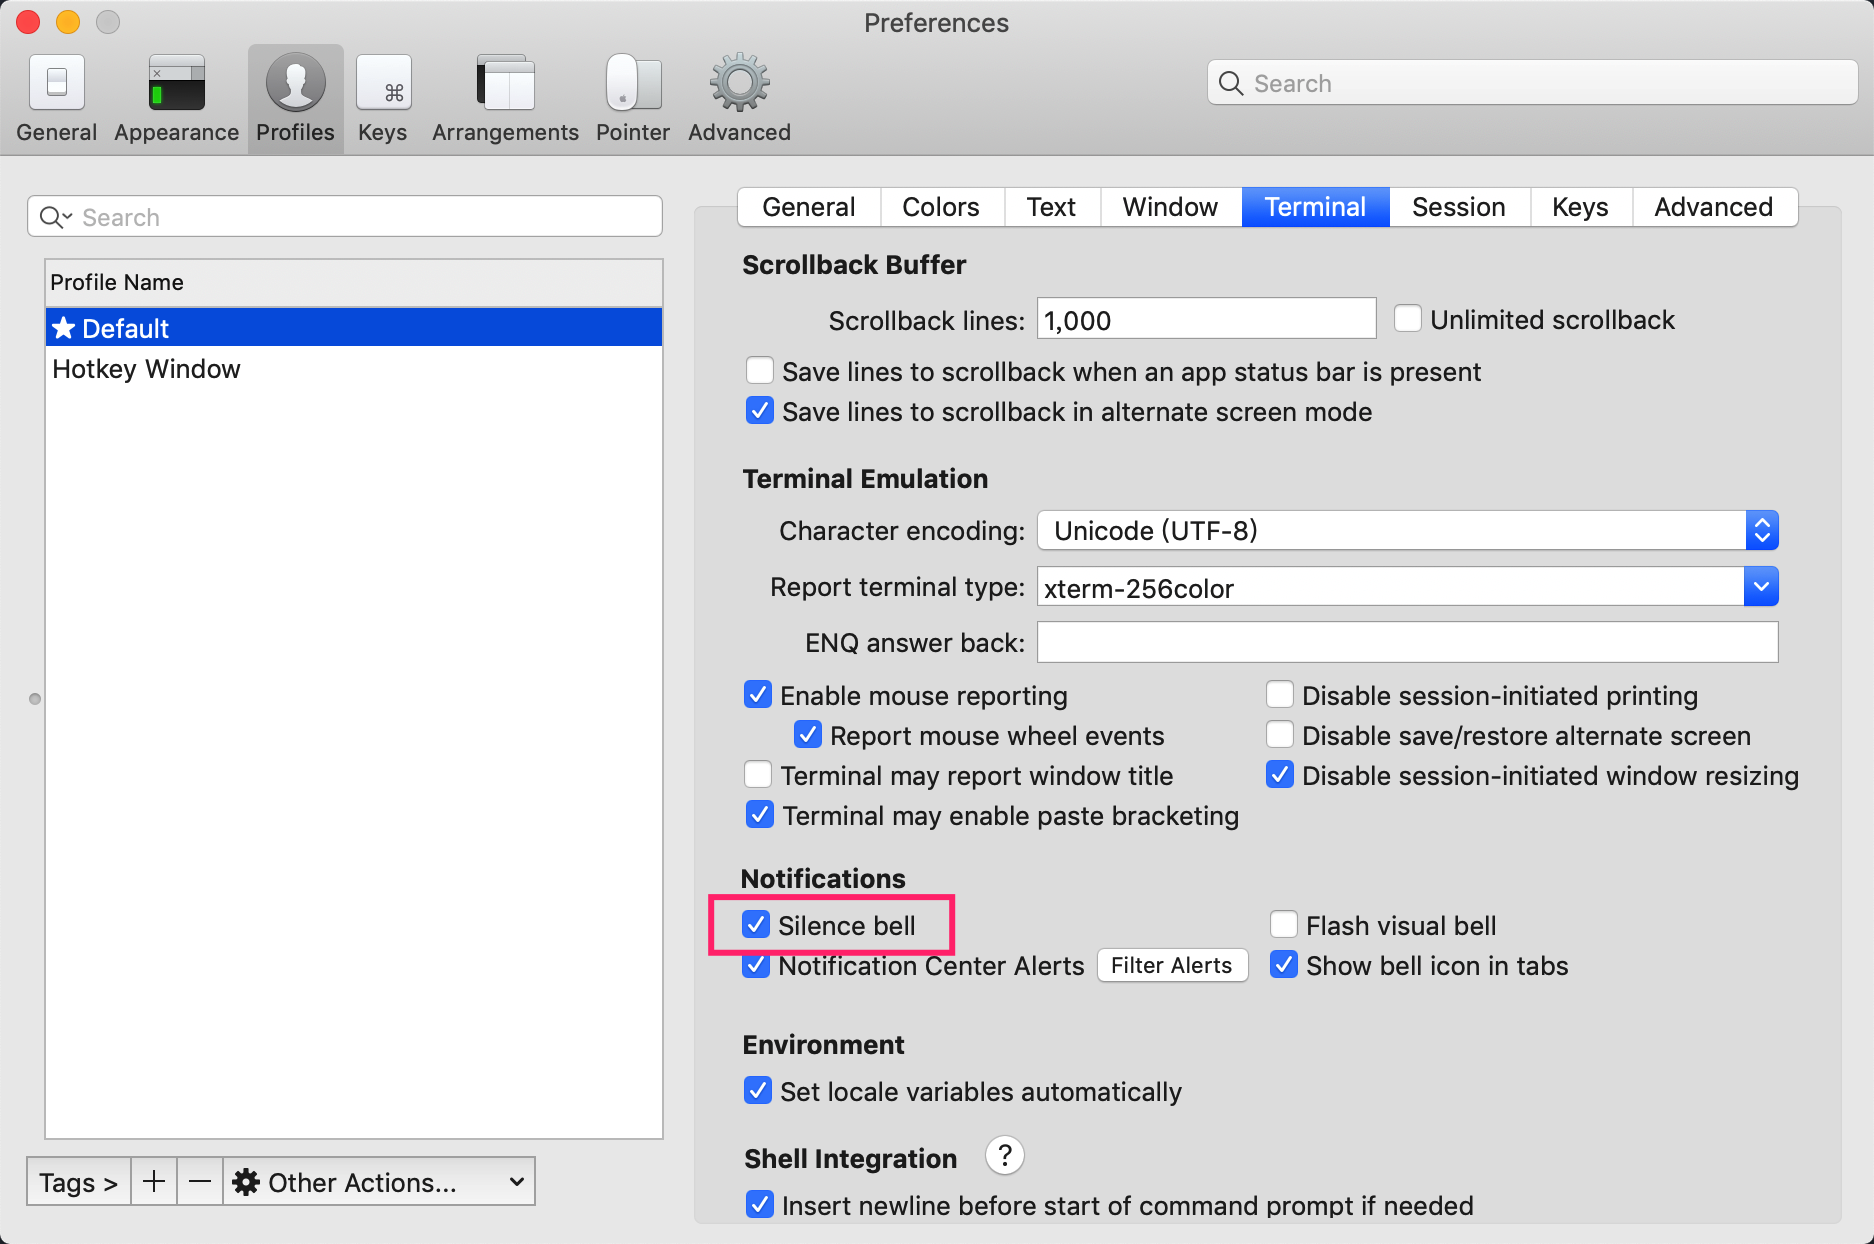 Preferences
General Appearance Profiles Keys Arrangements Pointer Advanced
Search
Search
Profile Name
Default
Hotkey Window
Tags >
Other Actions...
General Colors Text Window Terminal Session Keys Advanced
Scrollback Buffer
Scrollback lines: 1,000 Unlimited scrollback
Save lines to scrollback when an app status bar is present
Save lines to scrollback in alternate screen mode
Terminal Emulation
Character encoding: Unicode (UTF-8)
Report terminal type: xterm-256color
ENQ answer back:
Enable mouse reporting Disable session-initiated printing
Report mouse wheel events Disable save/restore alternate screen
Terminal may report window title Disable session-initiated window resizing
Terminal may enable paste bracketing
Notifications
Silence bell Flash visual bell
Notification Center Alerts Filter Alerts Show bell icon in tabs
Environment
Set locale variables automatically
Shell Integration ?
Insert newline before start of command prompt if needed